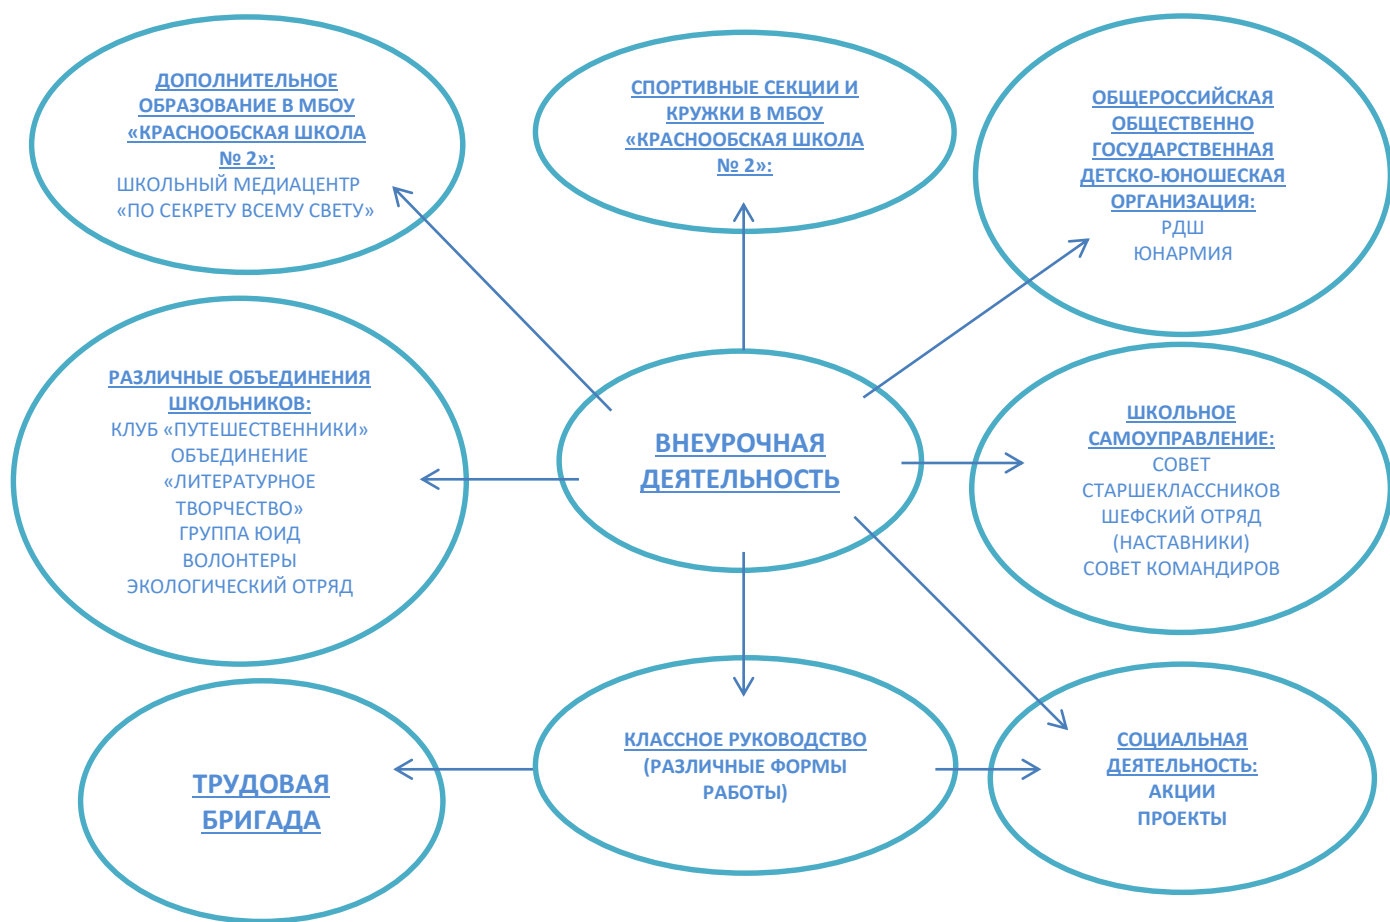 ДОПОЛНИТЕЛЬНОЕ
ОБРАЗОВАНИЕ В МБОУ
«КРАСНООБСКАЯ ШКОЛА
№ 2»:
ШКОЛЬНЫЙ МЕДИАЦЕНТР
«ПО СЕКРЕТУ ВСЕМУ СВЕТУ»
СПОРТИВНЫЕ СЕКЦИИ И
КРУЖКИ В МБОУ
«КРАСНООБСКАЯ ШКОЛА
№ 2»:
ОБЩЕРОССИЙСКАЯ
ОБЩЕСТВЕННО
ГОСУДАРСТВЕННАЯ
ДЕТСКО-ЮНОШЕСКАЯ
ОРГАНИЗАЦИЯ:
РДШ
ЮНАРМИЯ
РАЗЛИЧНЫЕ ОБЪЕДИНЕНИЯ
ШКОЛЬНИКОВ:
КЛУБ «ПУТЕШЕСТВЕННИКИ»
ОБЪЕДИНЕНИЕ
«ЛИТЕРАТУРНОЕ
ТВОРЧЕСТВО»
ГРУППА ЮИД
ВОЛОНТЕРЫ
ЭКОЛОГИЧЕСКИЙ ОТРЯД
ВНЕУРОЧНАЯ
ДЕЯТЕЛЬНОСТЬ
ШКОЛЬНОЕ
САМОУПРАВЛЕНИЕ:
СОВЕТ
СТАРШЕКЛАССНИКОВ
ШЕФСКИЙ ОТРЯД
(НАСТАВНИКИ)
СОВЕТ КОМАНДИРОВ
ТРУДОВАЯ
БРИГАДА
КЛАССНОЕ РУКОВОДСТВО
(РАЗЛИЧНЫЕ ФОРМЫ
РАБОТЫ)
СОЦИАЛЬНАЯ
ДЕЯТЕЛЬНОСТЬ:
АКЦИИ
ПРОЕКТЫ